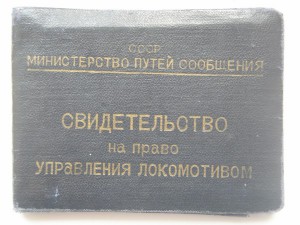 СССР
МИНИСТЕРСТВО ПУТЕЙ СООБЩЕНИЯ
СВИДЕТЕЛЬСТВО
на право
УПРАВЛЕНИЯ ЛОКОМОТИВОМ